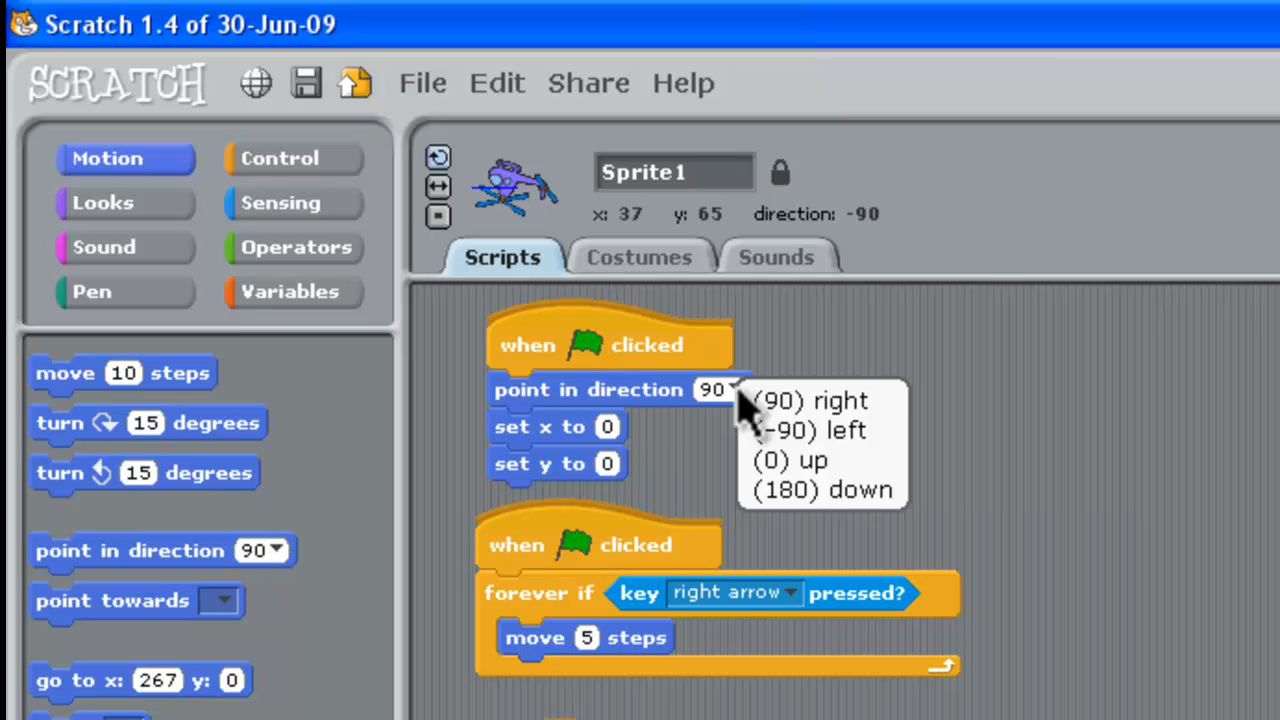 Scratch 1.4 of 30-Jun-09
SCRATCH File Edit Share Help
Motion Control
Looks Sensing
Sound Operators
Pen Variables
move 10 steps
turn 15 degrees
turn 15 degrees
point in direction 90
point towards
go to x: 267 y: 0
Sprite1
x: 37 y: 65 direction: -90
Scripts Costumes Sounds
when clicked
point in direction 90
set x to 0
set y to 0
(90) right
(-90) left
(0) up
(180) down
when clicked
forever if key right arrow pressed?
move 5 steps